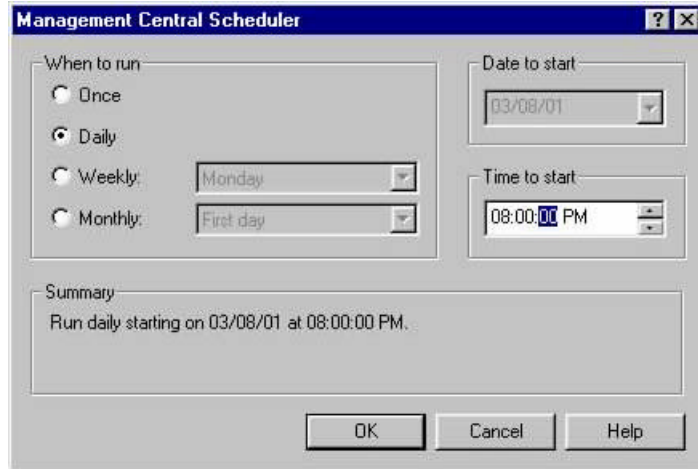 Management Central Scheduler
When to run
Once
Daily
Weekly: Monday
Monthly: First day
Date to start
03/08/01
Time to start
08:00:00 PM
Summary
Run daily starting on 03/08/01 at 08:00:00 PM.
OK Cancel Help